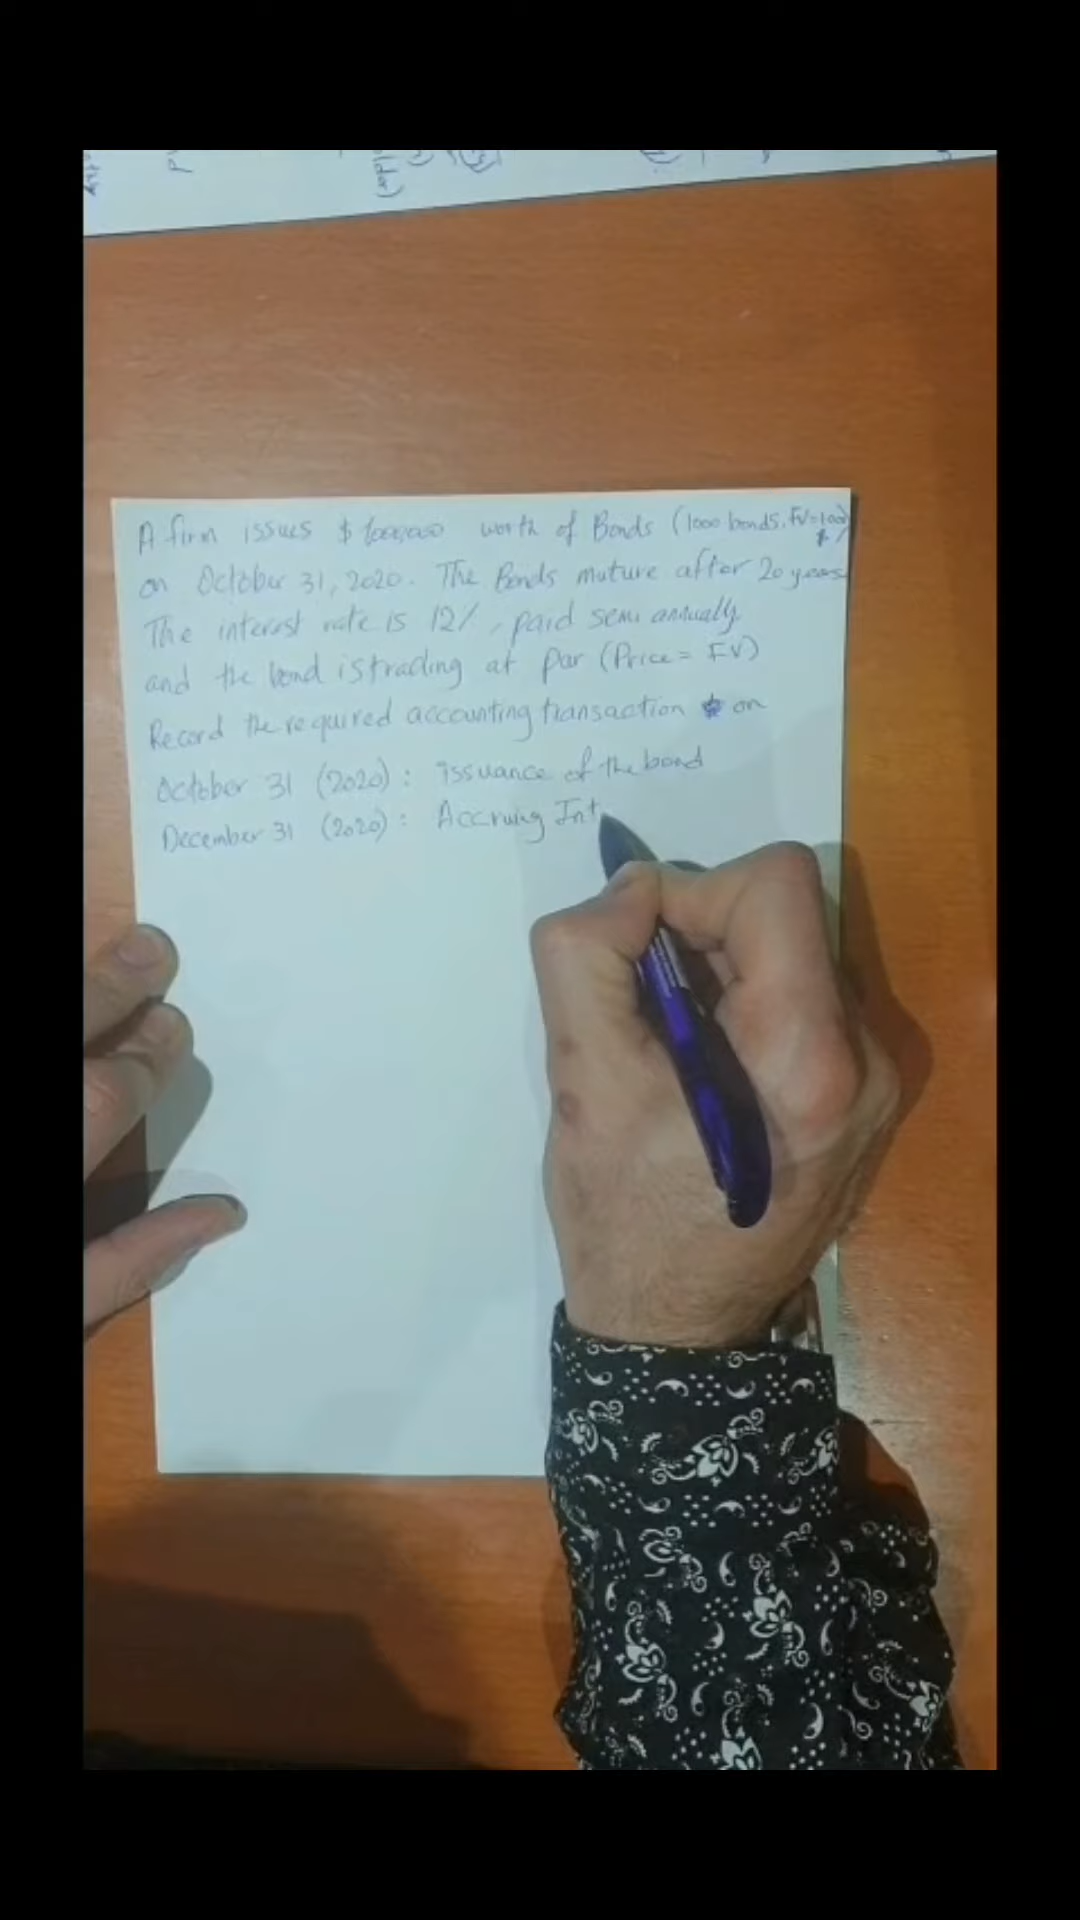 A firm issues $ 1000,000 worth of Bonds (1000 bonds, FV=1000$)
on October 31, 2020. The Bonds mature after 20 years
The interest rate is 12%, paid semi annually
and the bond is trading at par (Price = FV)
Record the required accounting transaction on
October 31 (2020): issuance of the bond
December 31 (2020): Accruing Int